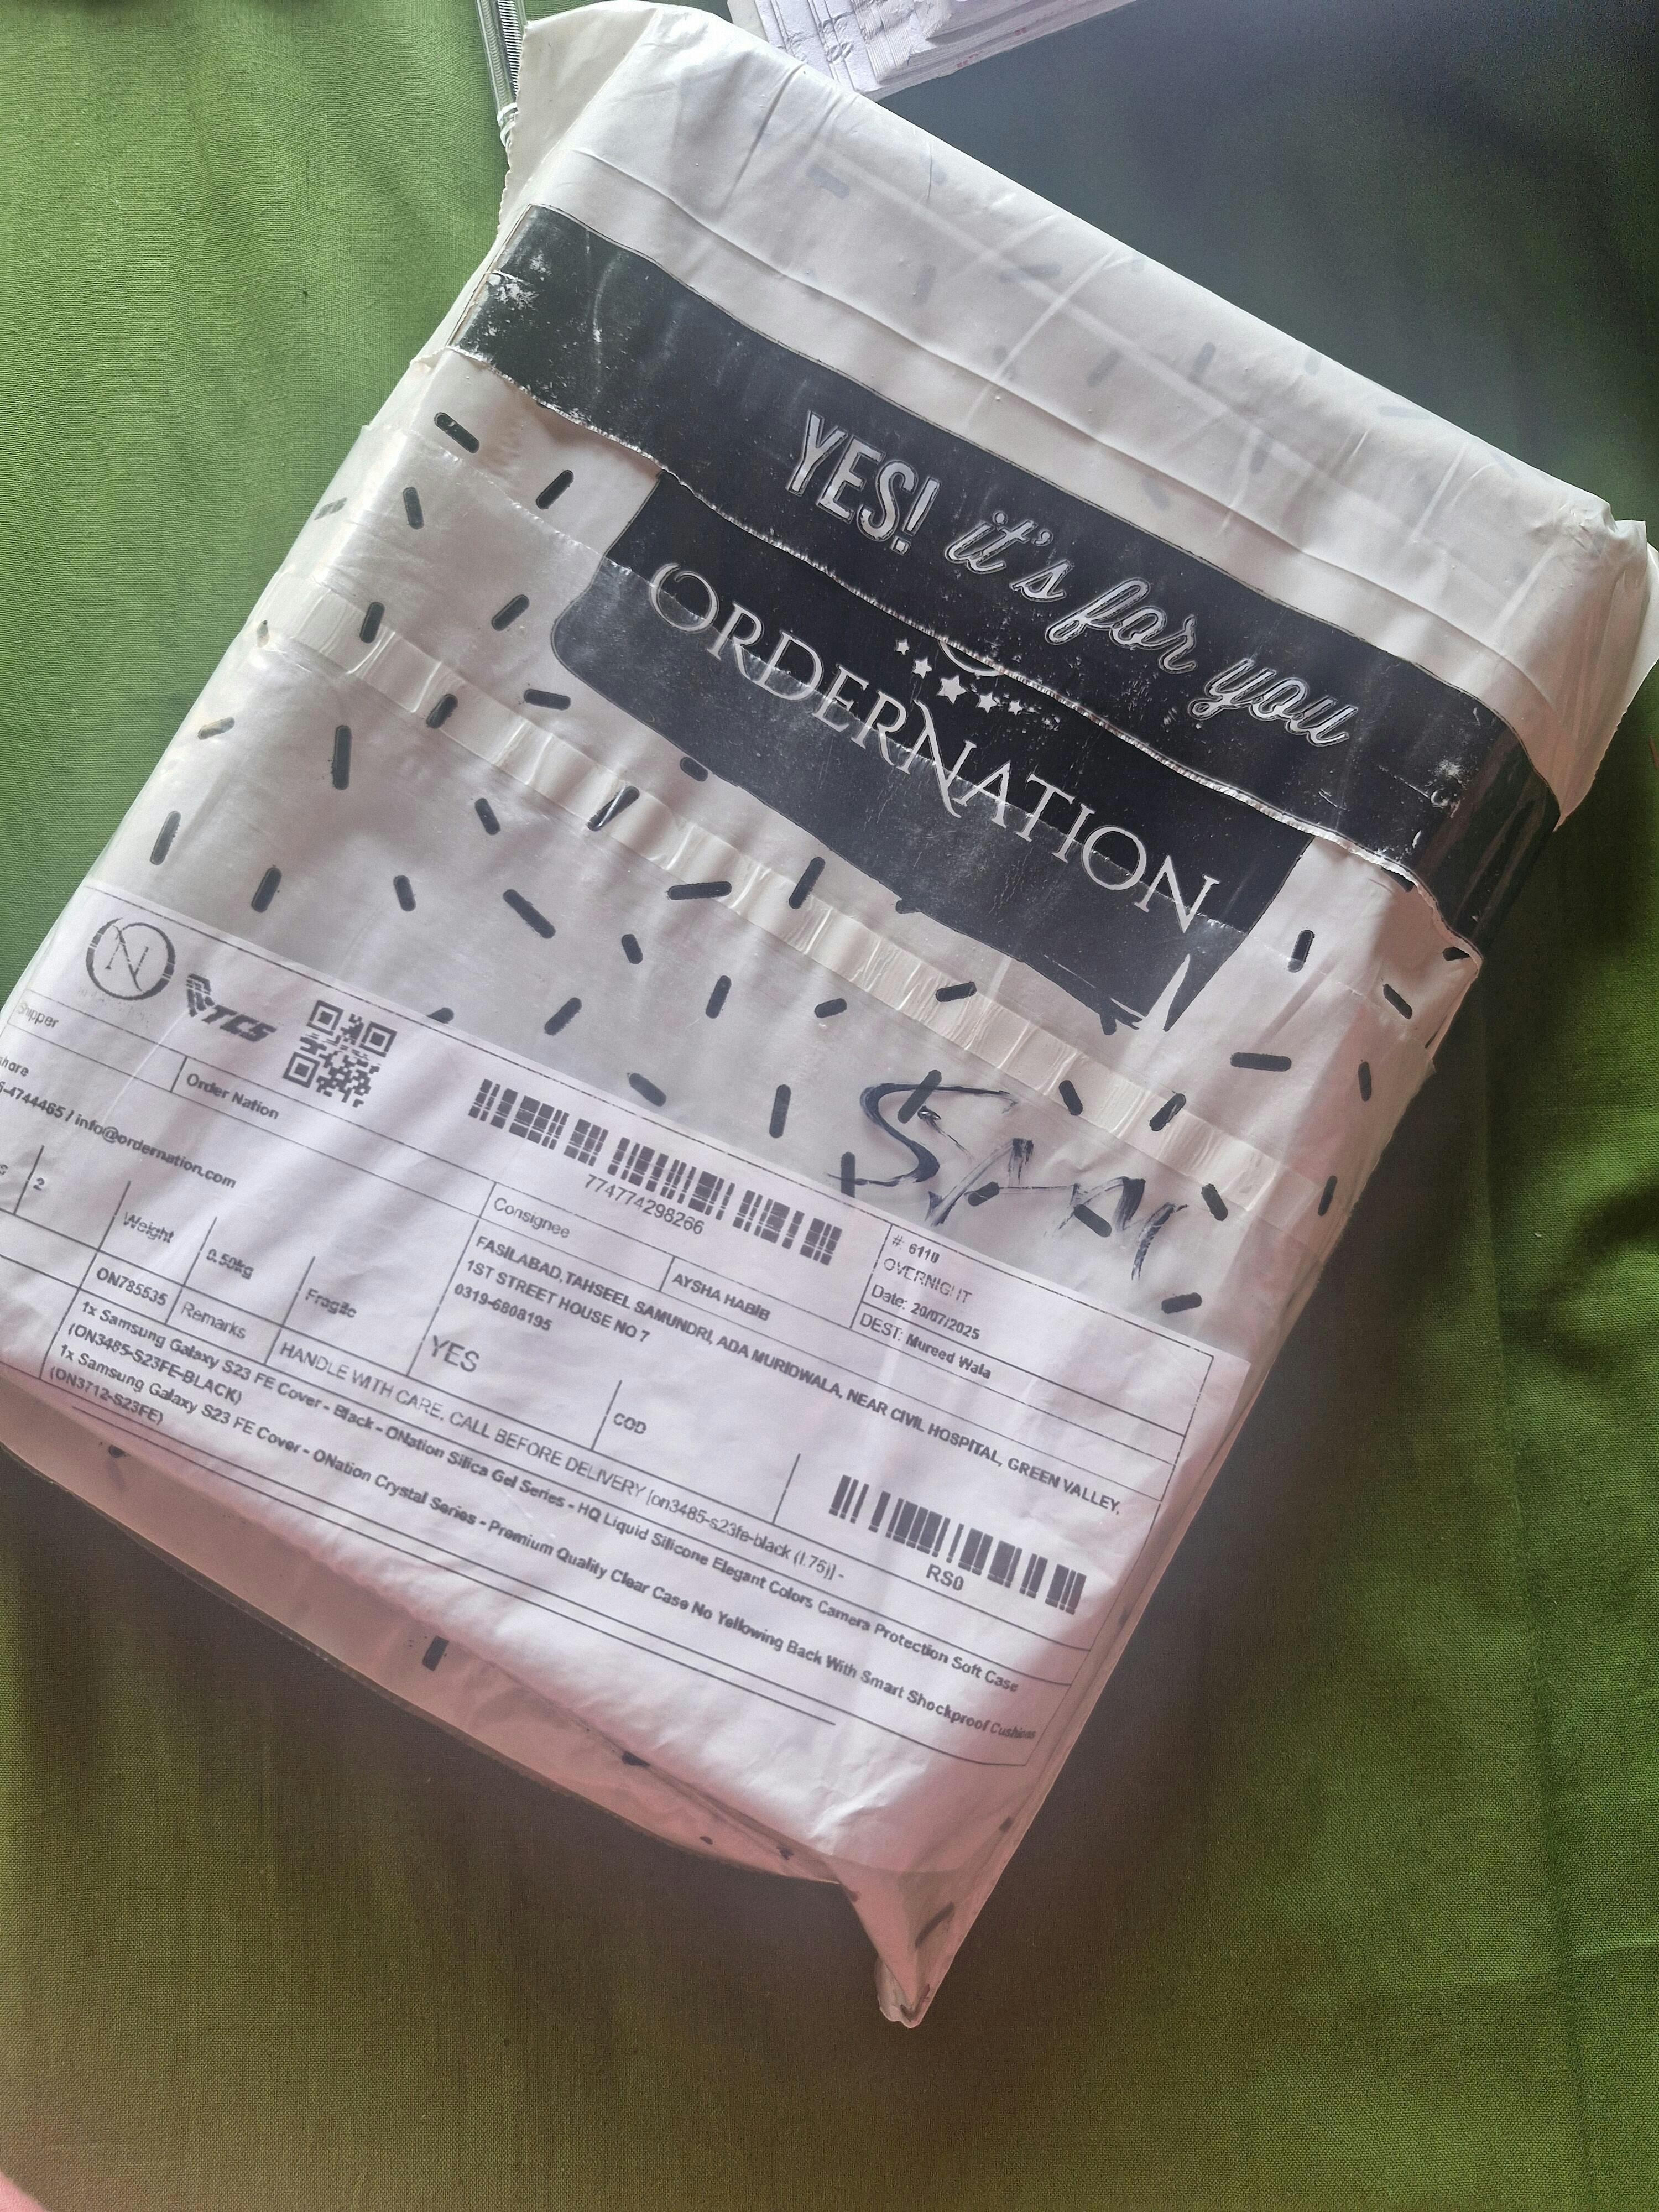 YES! it's for you
ORDERNATION
SAM
N
TCS
774774298266
# 6110
OVERNIGHT
Date: 20/07/2025
DEST: Mureed Wala
Shipper
Order Nation
hore
-4744465 / info@ordernation.com
Consignee
AYSHA HABIB
FASILABAD,TAHSEEL SAMUNDRI, ADA MURIDWALA, NEAR CIVIL HOSPITAL, GREEN VALLEY,
1ST STREET HOUSE NO 7
0319-6808195
s 2 Weight 0.50kg Fragile YES COD RS0
ON785535 Remarks HANDLE WITH CARE, CALL BEFORE DELIVERY [on3485-s23fe-black (I.76)] -
1x Samsung Galaxy S23 FE Cover - Black - ONation Silica Gel Series - HQ Liquid Silicone Elegant Colors Camera Protection Soft Case
(ON3485-S23FE-BLACK)
1x Samsung Galaxy S23 FE Cover - ONation Crystal Series - Premium Quality Clear Case No Yellowing Back With Smart Shockproof Cushions
(ON3712-S23FE)